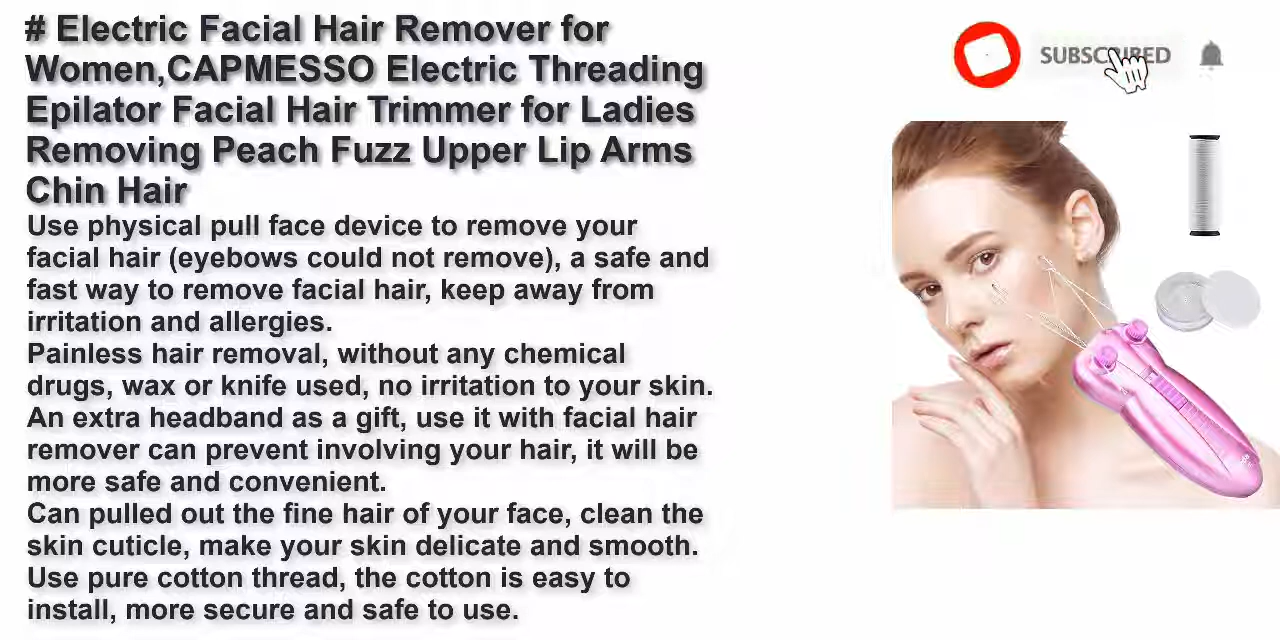 # Electric Facial Hair Remover for
Women,CAPMESSO Electric Threading
Epilator Facial Hair Trimmer for Ladies
Removing Peach Fuzz Upper Lip Arms
Chin Hair
Use physical pull face device to remove your
facial hair (eyebows could not remove), a safe and
fast way to remove facial hair, keep away from
irritation and allergies.
Painless hair removal, without any chemical
drugs, wax or knife used, no irritation to your skin.
An extra headband as a gift, use it with facial hair
remover can prevent involving your hair, it will be
more safe and convenient.
Can pulled out the fine hair of your face, clean the
skin cuticle, make your skin delicate and smooth.
Use pure cotton thread, the cotton is easy to
install, more secure and safe to use.
SUBSCRIBED